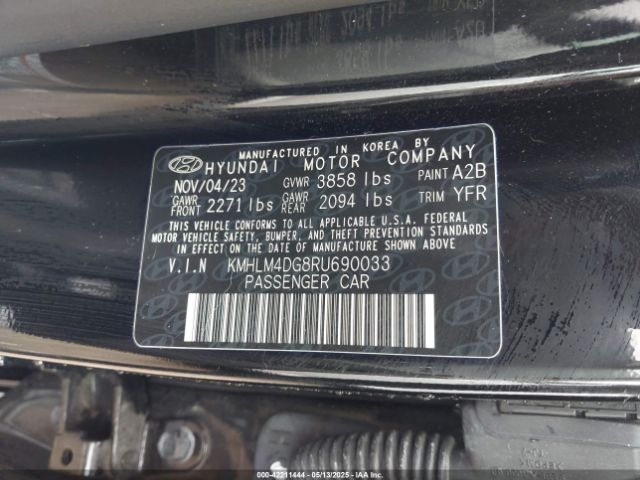 MANUFACTURED IN KOREA BY
HYUNDAI MOTOR COMPANY
NOV/04/23 GVWR 3858 lbs PAINT A2B
GAWR FRONT 2271 lbs GAWR REAR 2094 lbs TRIM YFR
THIS VEHICLE CONFORMS TO ALL APPLICABLE U.S.A. FEDERAL
MOTOR VEHICLE SAFETY, BUMPER, AND THEFT PREVENTION STANDARDS
IN EFFECT ON THE DATE OF MANUFACTURE SHOWN ABOVE.
V.I.N KMHLM4DG8RU690033
PASSENGER CAR
000-42211444 - 05/13/2025 - IAAI.COM